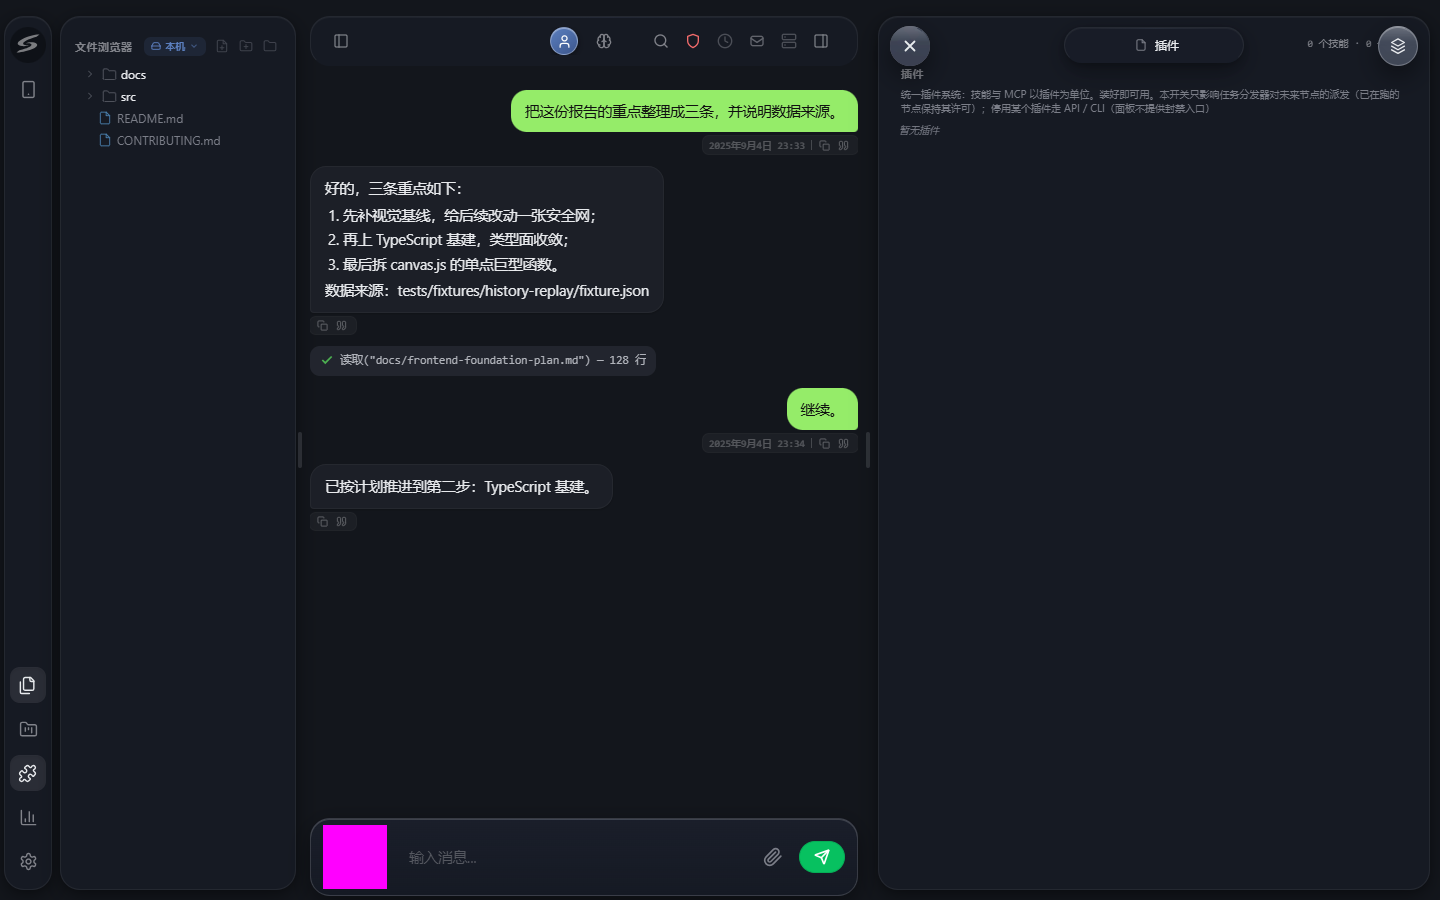 文件浏览器
本机
docs
src
README.md
CONTRIBUTING.md
把这份报告的重点整理成三条，并说明数据来源。
2025年9月4日 23:33
好的，三条重点如下：
1. 先补视觉基线，给后续改动一张安全网；
2. 再上 TypeScript 基建，类型面收敛；
3. 最后拆 canvas.js 的单点巨型函数。
数据来源：tests/fixtures/history-replay/fixture.json
读取("docs/frontend-foundation-plan.md") — 128 行
继续。
2025年9月4日 23:34
已按计划推进到第二步：TypeScript 基建。
输入消息...
插件
0 个技能 · 0
插件
统一插件系统：技能与 MCP 以插件为单位。装好即可用。本开关只影响任务分发器对未来节点的派发（已在跑的
节点保持其许可）；停用某个插件走 API / CLI（面板不提供封禁入口）
暂无插件